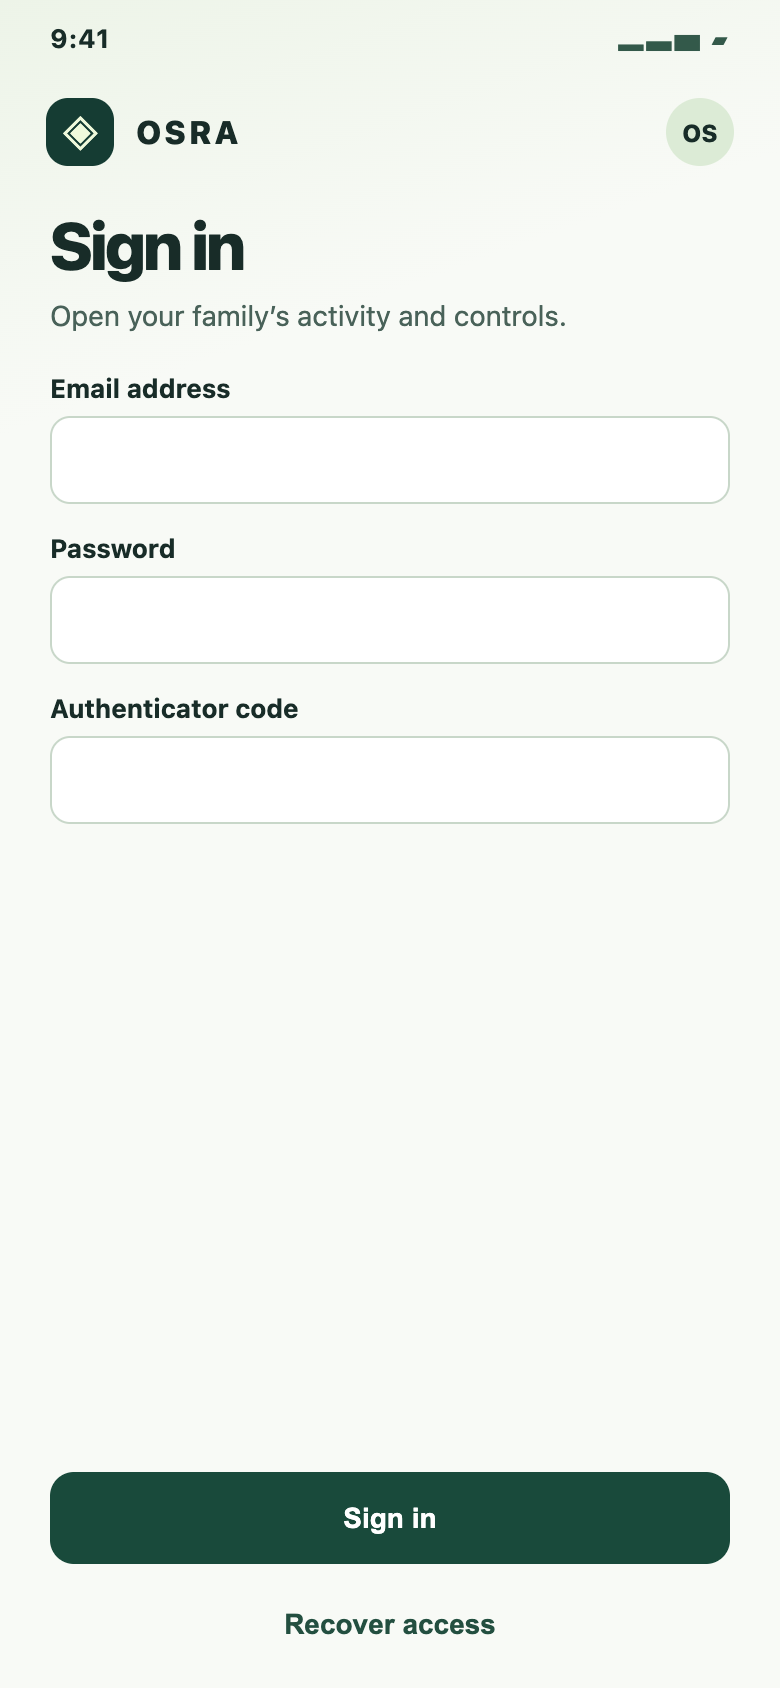 9:41
OSRA
OS
Sign in
Open your family’s activity and controls.
Email address
Password
Authenticator code
Sign in
Recover access